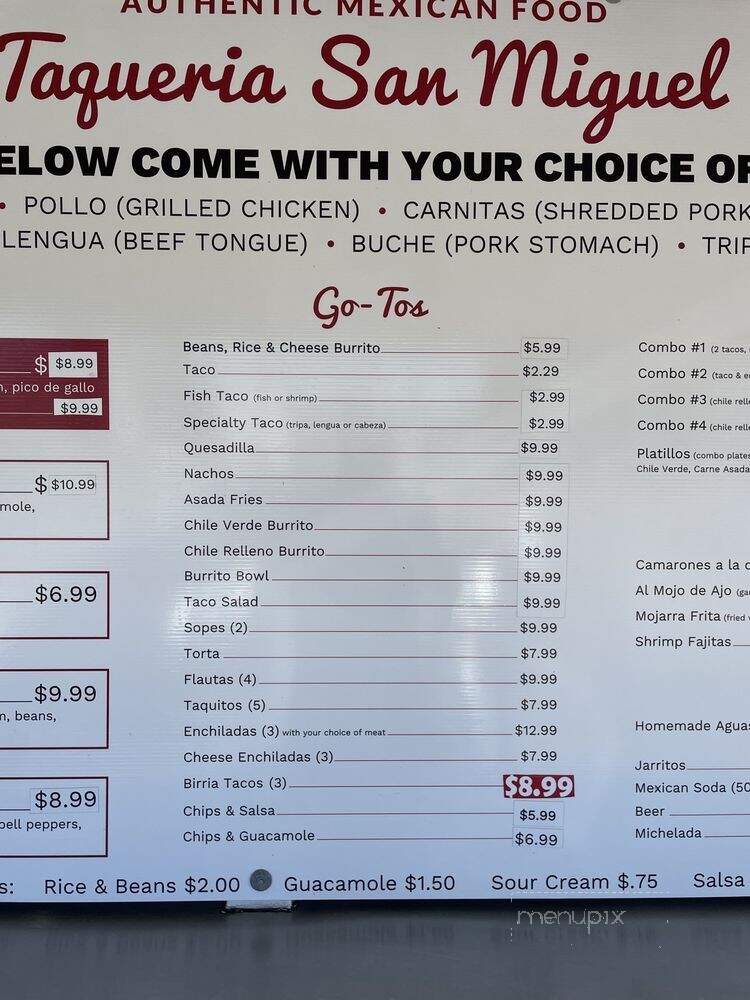 AUTHENTIC MEXICAN FOOD
Taqueria San Miguel
ELOW COME WITH YOUR CHOICE OF
• POLLO (GRILLED CHICKEN) • CARNITAS (SHREDDED PORK
LENGUA (BEEF TONGUE) • BUCHE (PORK STOMACH) • TRIP
$ $8.99
n, pico de gallo
$9.99
$ $10.99
mole,
$6.99
$9.99
n, beans,
$8.99
bell peppers,
Go-Tos
Beans, Rice & Cheese Burrito $5.99
Taco $2.29
Fish Taco (fish or shrimp) $2.99
Specialty Taco (tripa, lengua or cabeza) $2.99
Quesadilla $9.99
Nachos $9.99
Asada Fries $9.99
Chile Verde Burrito $9.99
Chile Relleno Burrito $9.99
Burrito Bowl $9.99
Taco Salad $9.99
Sopes (2) $9.99
Torta $7.99
Flautas (4) $9.99
Taquitos (5) $7.99
Enchiladas (3) with your choice of meat $12.99
Cheese Enchiladas (3) $7.99
Birria Tacos (3) $8.99
Chips & Salsa $5.99
Chips & Guacamole $6.99
Combo #1 (2 tacos,
Combo #2 (taco & e
Combo #3 (chile relle
Combo #4 (chile relle
Platillos (combo plates
Chile Verde, Carne Asada
Camarones a la d
Al Mojo de Ajo (ga
Mojarra Frita (fried
Shrimp Fajitas
Homemade Aguas
Jarritos
Mexican Soda (50
Beer
Michelada
s: Rice & Beans $2.00 Guacamole $1.50 Sour Cream $.75 Salsa
menupix